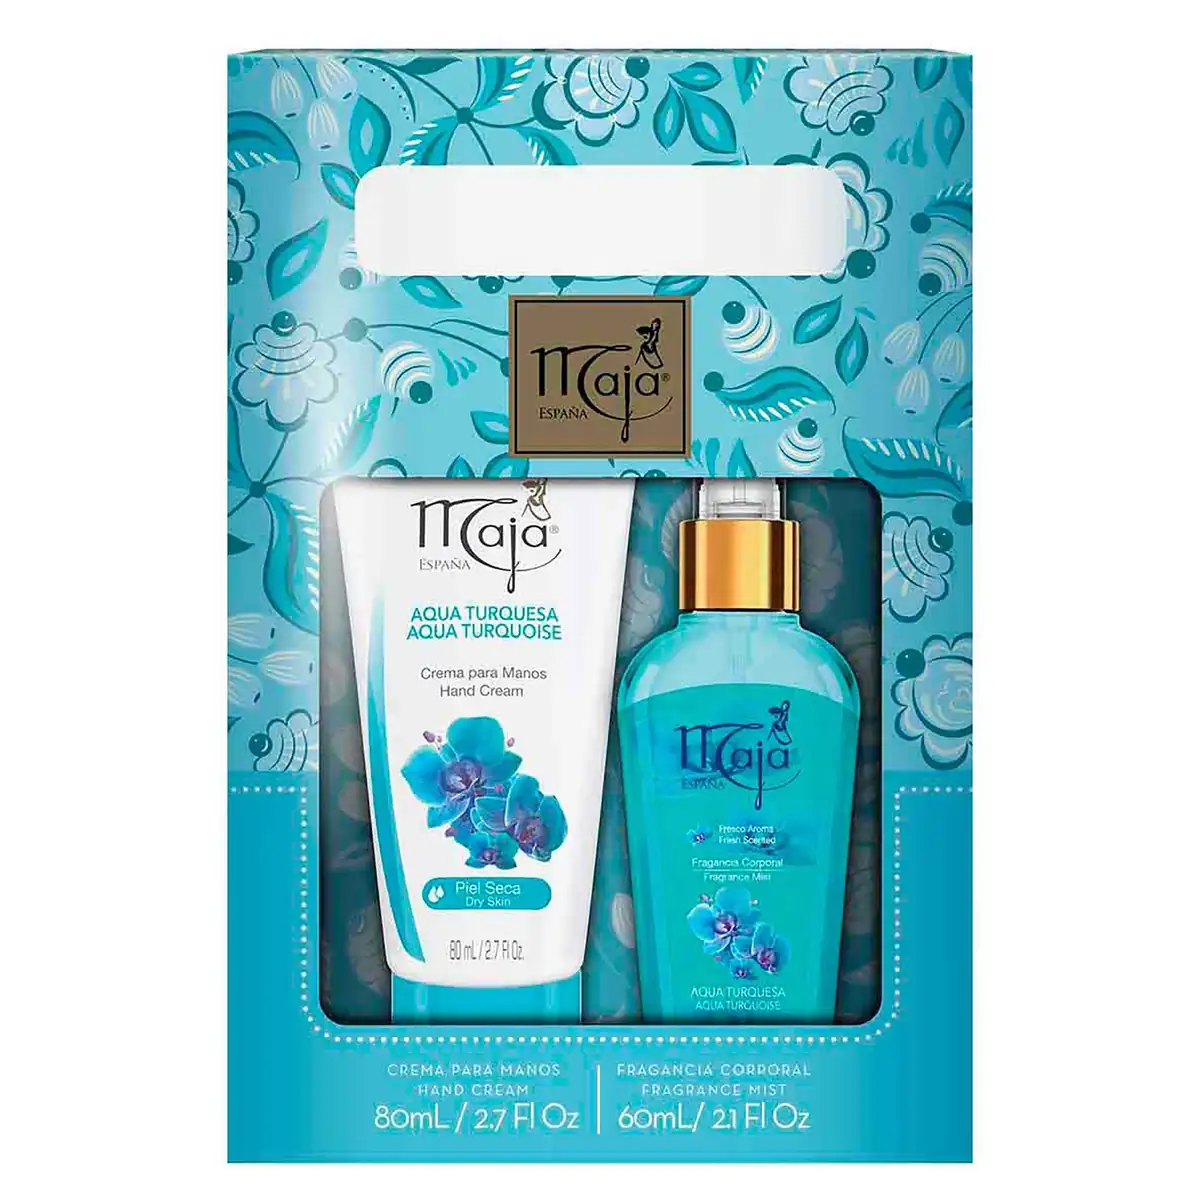 Maja®
ESPAÑA
Maja®
ESPAÑA
AQUA TURQUESA
AQUA TURQUOISE
Crema para Manos
Hand Cream
Piel Seca
Dry Skin
80 mL / 2.7 Fl Oz.
Maja
ESPAÑA
Fresco Aroma
Fresh Scented
Fragancia Corporal
Fragrance Mist
AQUA TURQUESA
AQUA TURQUOISE
CREMA PARA MANOS
HAND CREAM
80mL / 2.7 Fl Oz
FRAGANCIA CORPORAL
FRAGRANCE MIST
60mL/ 2.1 Fl Oz